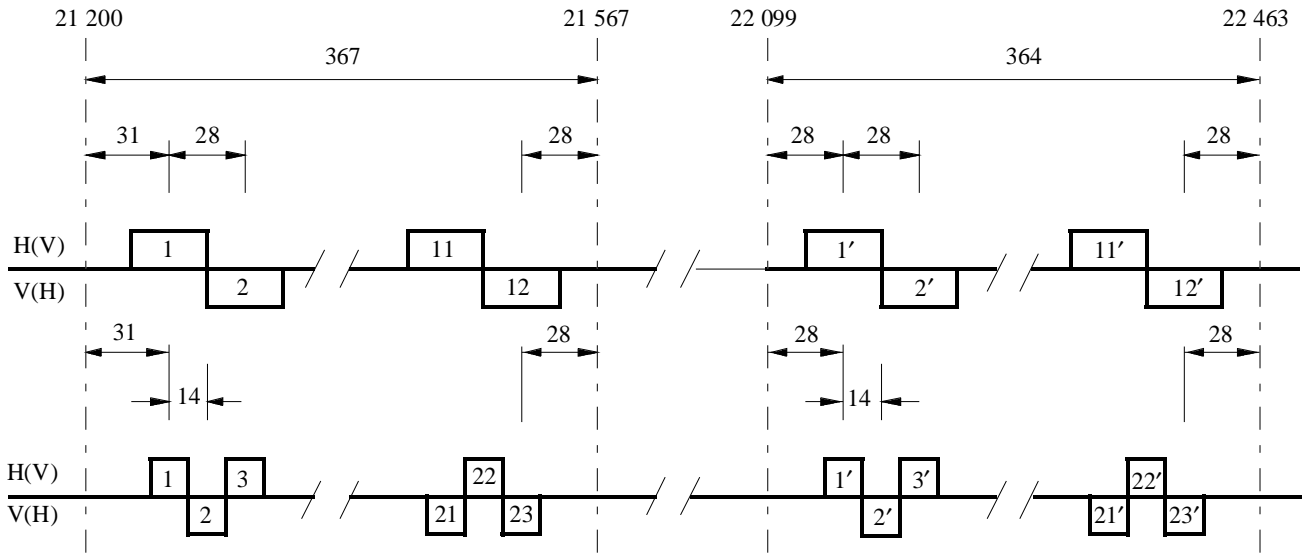 21 200 21 567 22 099 22 463
367 364
31 28 28 28 28 28
H(V) 1 11 1′ 11′
V(H) 2 12 2′ 12′
31 28 28 28
14 14
H(V) 1 3 22 1′ 3′ 22′
V(H) 2 21 23 2′ 21′ 23′